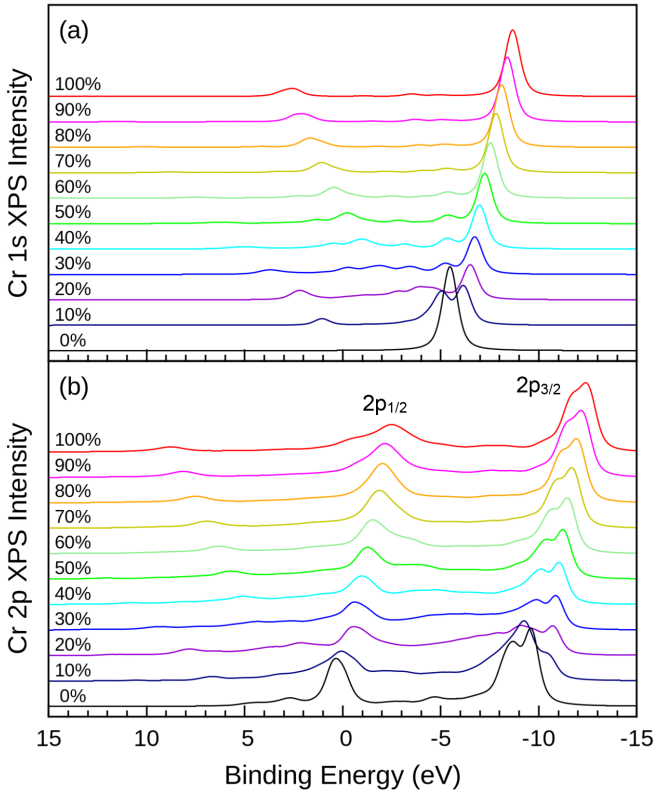 (a)
Cr 1s XPS Intensity
100%
90%
80%
70%
60%
50%
40%
30%
20%
10%
0%
(b)
2p1/2
2p3/2
Cr 2p XPS Intensity
100%
90%
80%
70%
60%
50%
40%
30%
20%
10%
0%
15 10 5 0 -5 -10 -15
Binding Energy (eV)